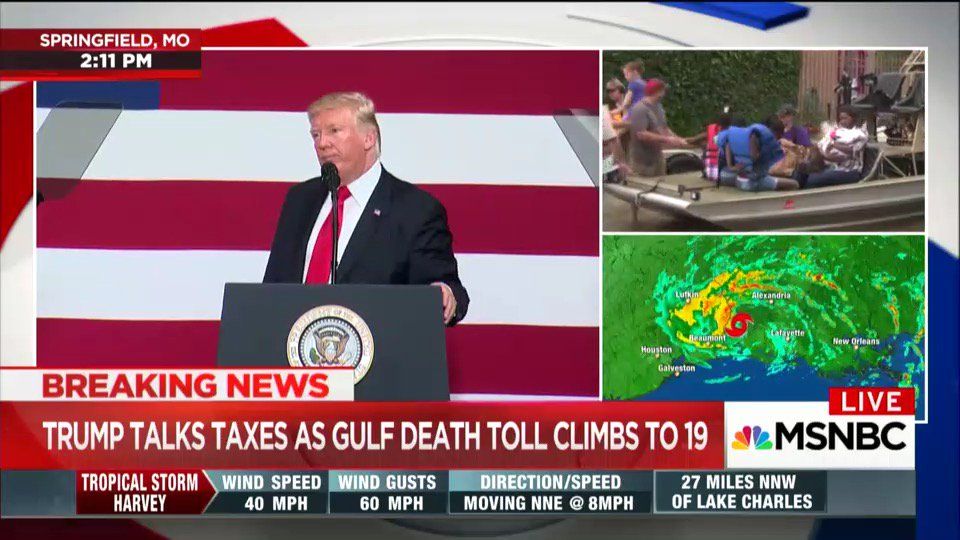 SPRINGFIELD, MO
2:11 PM
Lufkin
Alexandria
Beaumont
Lafayette
New Orleans
Houston
Galveston
BREAKING NEWS
LIVE
TRUMP TALKS TAXES AS GULF DEATH TOLL CLIMBS TO 19
MSNBC
TROPICAL STORM
HARVEY
WIND SPEED
40 MPH
WIND GUSTS
60 MPH
DIRECTION/SPEED
MOVING NNE @ 8MPH
27 MILES NNW
OF LAKE CHARLES